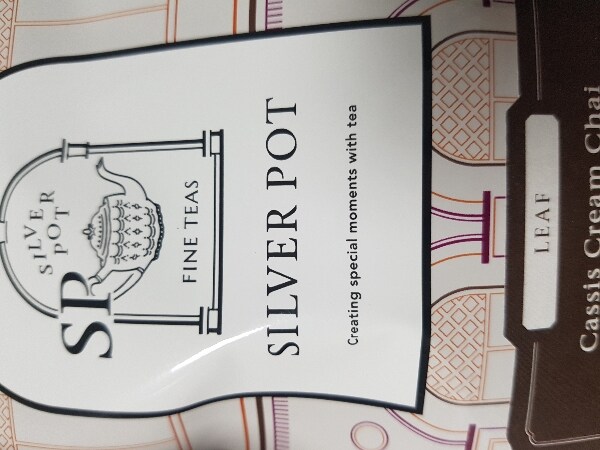 SILVER
POT
SP
FINE TEAS
SILVER POT
Creating special moments with tea
LEAF
Cassis Cream Chai